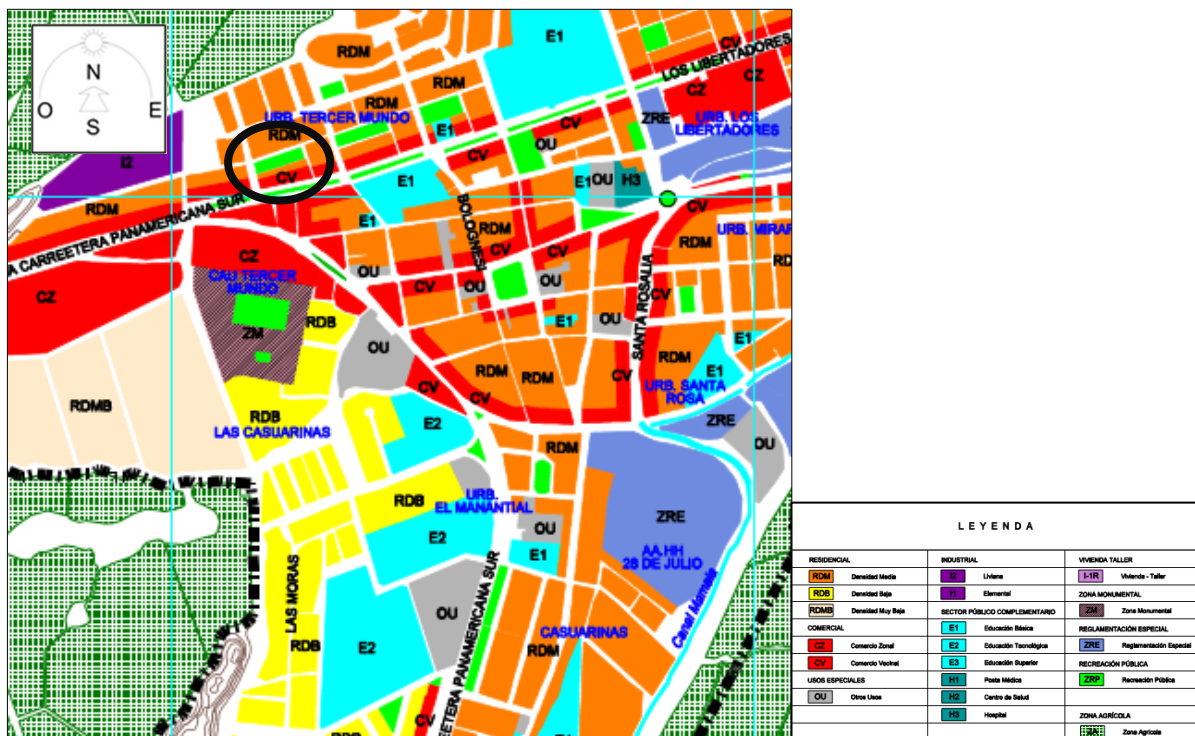 N
O
E
S
E1
RDM
CV
LOS LIBERTADORES
RDM
CZ
CZ
RDM
RDM
URB. TERCER MUNDO
E1
CV
ZRE
URB. LOS
LIBERTADORES
RDM
OU
I2
CV
CV
E1
E1
OU
H3
RDM
A CARREETERA PANAMERICANA SUR
E1
BOLOGNESI
RDM
CV
RDM
URB. MIRAF
CZ
CV
CV
RD
CAU TERCER
MUNDO
OU
OU
OU
CZ
CV
SANTA ROSALIA
CV
RDB
E1
OU
ZM
OU
E1
RDM
RDM
RDM
E1
CV
URB. SANTA
ROSA
RDMB
CV
CV
RDB
LAS CASUARINAS
E2
ZRE
RDM
OU
RDB
URB.
EL MANANTIAL
ZRE
OU
E2
E1
AA.HH
28 DE JULIO
LAS MORAS
OU
CARREETERA PANAMERICANA SUR
Canal Mamala
CASUARINAS
RDB
E2
RDM
CV
RDB
E1
LEYENDA
RESIDENCIAL
RDM Densidad Media
RDB Densidad Baja
RDMB Densidad Muy Baja
COMERCIAL
CZ Comercio Zonal
CV Comercio Vecinal
USOS ESPECIALES
OU Otros Usos
INDUSTRIAL
I2 Liviana
I1 Elemental
SECTOR PÚBLICO COMPLEMENTARIO
E1 Educación Básica
E2 Educación Tecnológica
E3 Educación Superior
H1 Posta Médica
H2 Centro de Salud
H3 Hospital
VIVIENDA TALLER
I-1R Vivienda - Taller
ZONA MONUMENTAL
ZM Zona Monumental
REGLAMENTACIÓN ESPECIAL
ZRE Reglamentación Especial
RECREACIÓN PÚBLICA
ZRP Recreación Pública
ZONA AGRÍCOLA
ZA Zona Agrícola